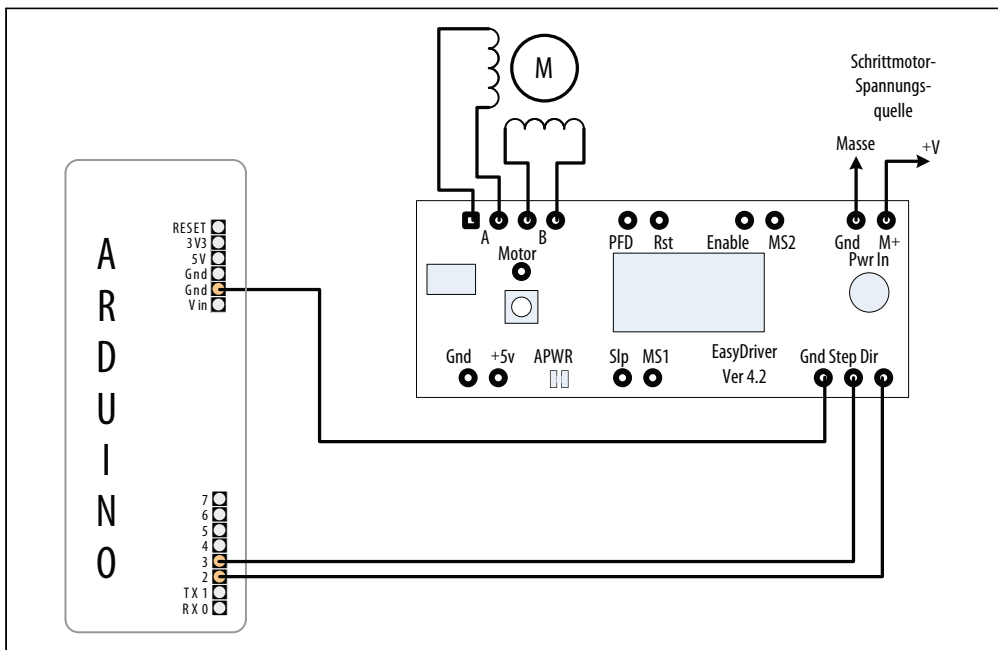 M
Schrittmotor-
Spannungs-
quelle
Masse
+V
A
B
Motor
PFD
Rst
Enable
MS2
Gnd
M+
Pwr In
Gnd
+5v
APWR
Slp
MS1
EasyDriver
Ver 4.2
Gnd Step Dir
ARDUINO
RESET
3V3
5V
Gnd
Gnd
Vin
7
6
5
4
3
2
TX 1
RX 0